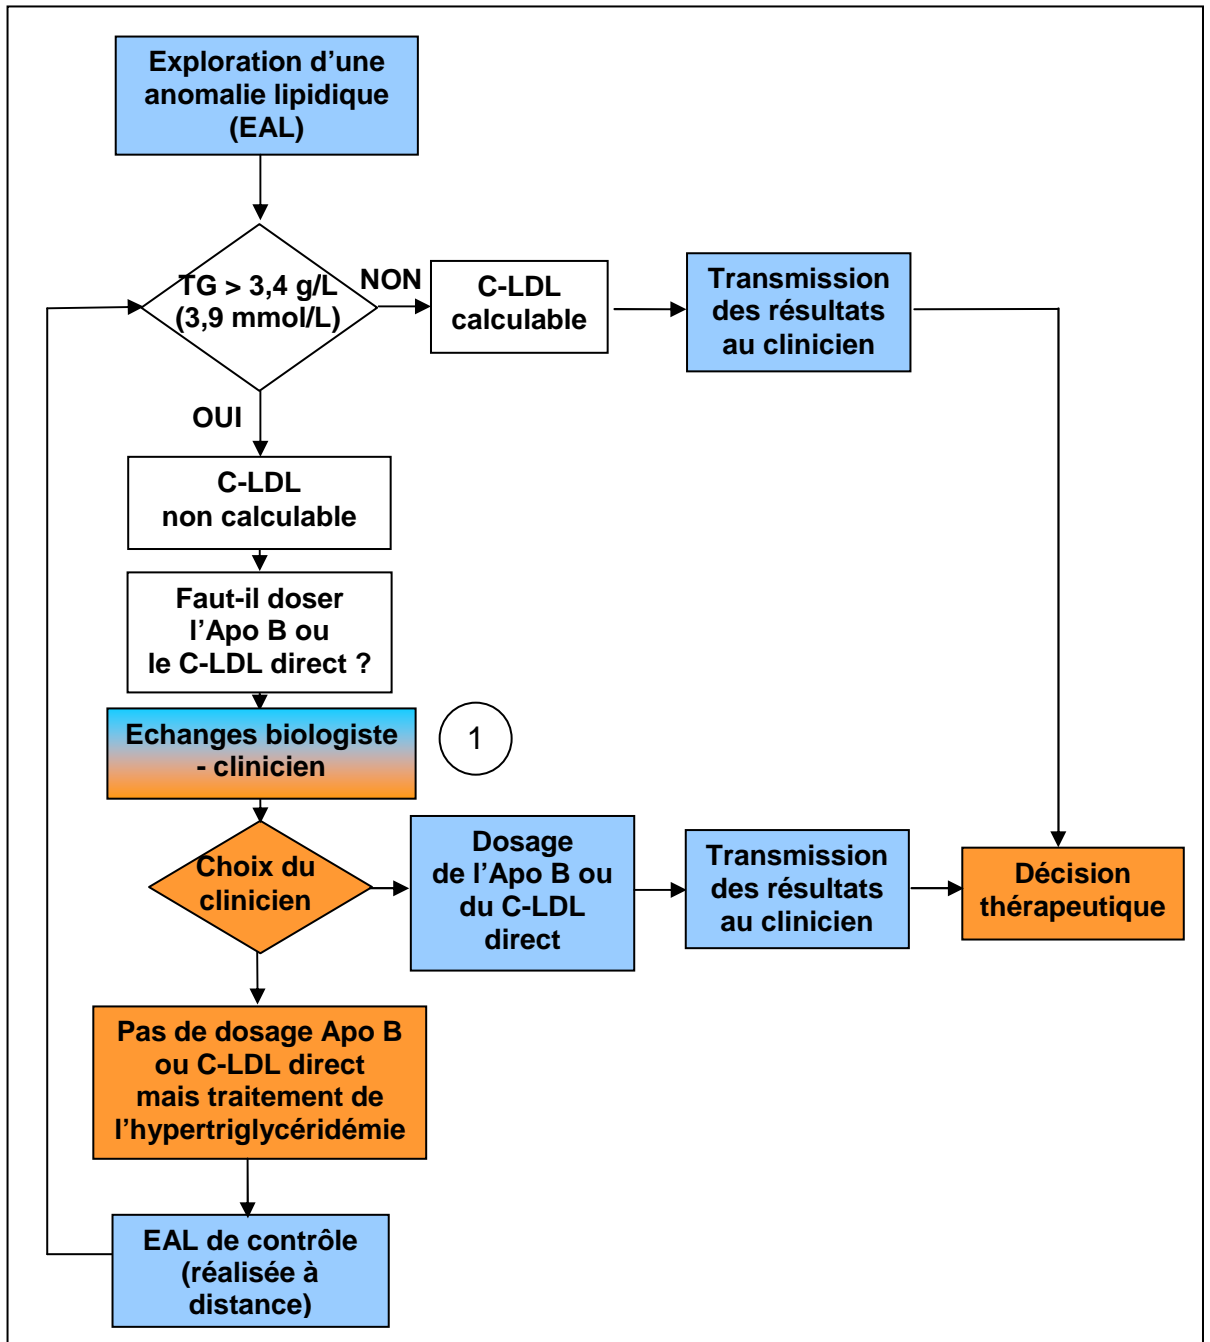 Exploration d’une
anomalie lipidique
(EAL)
TG > 3,4 g/L
(3,9 mmol/L)
NON
C-LDL
calculable
Transmission
des résultats
au clinicien
OUI
C-LDL
non calculable
Faut-il doser
l’Apo B ou
le C-LDL direct ?
Echanges biologiste
- clinicien
1
Choix du
clinicien
Dosage
de l’Apo B ou
du C-LDL
direct
Transmission
des résultats
au clinicien
Décision
thérapeutique
Pas de dosage Apo B
ou C-LDL direct
mais traitement de
l’hypertriglycéridémie
EAL de contrôle
(réalisée à
distance)